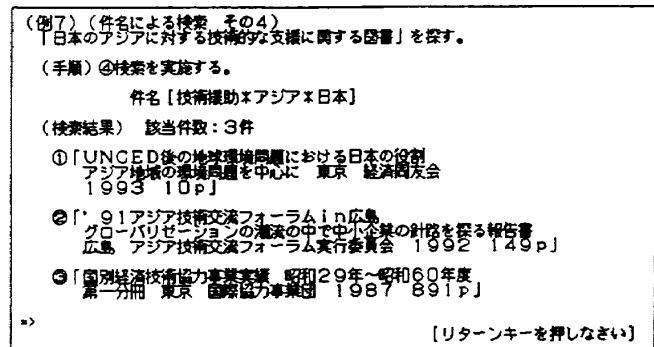 (例7)(件名による検索 その4)
「日本のアジアに対する技術的な支援に関する図書」を探す。
(手順)④検索を実施する。
件名[技術援助*アジア*日本]
(検索結果) 該当件数:3件
①「UNCED後の地球環境問題における日本の役割
アジア地域の環境問題を中心に 東京 経済同友会
1993 10p」
②「'91アジア技術交流フォーラムin広島
グローバリゼーションの潮流の中で中小企業の針路を探る報告書
広島 アジア技術交流フォーラム実行委員会 1992 149p」
③「国別経済技術協力事業実績 昭和29年~昭和60年度
第一分冊 東京 国際協力事業団 1987 891p」
=>
[リターンキーを押しなさい]